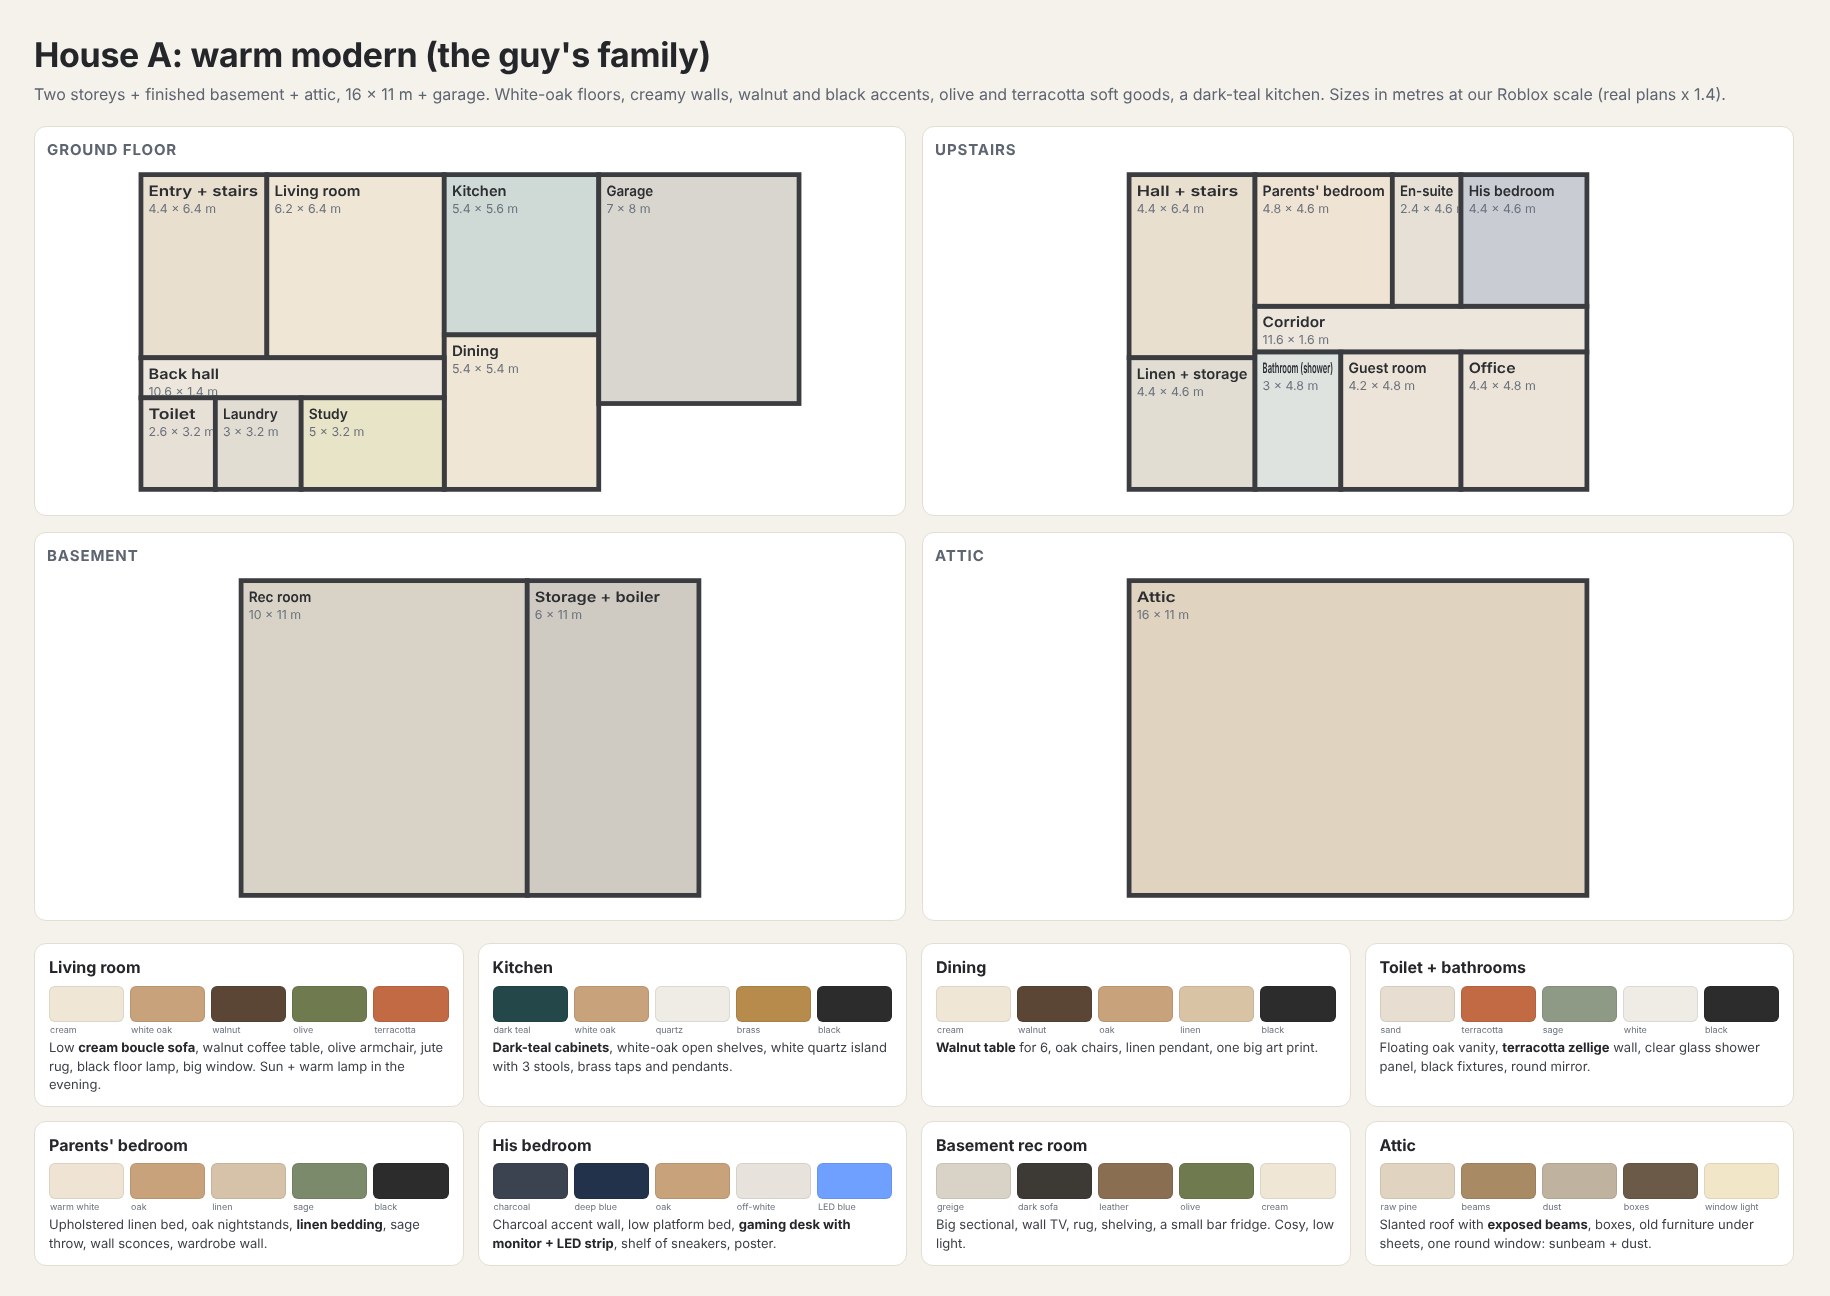 House A: warm modern (the guy's family)
Two storeys + finished basement + attic, 16 × 11 m + garage. White-oak floors, creamy walls, walnut and black accents, olive and terracotta soft goods, a dark-teal kitchen. Sizes in metres at our Roblox scale (real plans x 1.4).
GROUND FLOOR
Entry + stairs
4.4 × 6.4 m
Living room
6.2 × 6.4 m
Kitchen
5.4 × 5.6 m
Garage
7 × 8 m
Back hall
10.6 × 1.4 m
Dining
5.4 × 5.4 m
Toilet
2.6 × 3.2 m
Laundry
3 × 3.2 m
Study
5 × 3.2 m
UPSTAIRS
Hall + stairs
4.4 × 6.4 m
Parents' bedroom
4.8 × 4.6 m
En-suite
2.4 × 4.6
His bedroom
4.4 × 4.6 m
Corridor
11.6 × 1.6 m
Linen + storage
4.4 × 4.6 m
Bathroom (shower)
3 × 4.8 m
Guest room
4.2 × 4.8 m
Office
4.4 × 4.8 m
BASEMENT
Rec room
10 × 11 m
Storage + boiler
6 × 11 m
ATTIC
Attic
16 × 11 m
Living room
cream white oak walnut olive terracotta
Low cream boucle sofa, walnut coffee table, olive armchair, jute
rug, black floor lamp, big window. Sun + warm lamp in the
evening.
Kitchen
dark teal white oak quartz brass black
Dark-teal cabinets, white-oak open shelves, white quartz island
with 3 stools, brass taps and pendants.
Dining
cream walnut oak linen black
Walnut table for 6, oak chairs, linen pendant, one big art print.
Toilet + bathrooms
sand terracotta sage white black
Floating oak vanity, terracotta zellige wall, clear glass shower
panel, black fixtures, round mirror.
Parents' bedroom
warm white oak linen sage black
Upholstered linen bed, oak nightstands, linen bedding, sage
throw, wall sconces, wardrobe wall.
His bedroom
charcoal deep blue oak off-white LED blue
Charcoal accent wall, low platform bed, gaming desk with
monitor + LED strip, shelf of sneakers, poster.
Basement rec room
greige dark sofa leather olive cream
Big sectional, wall TV, rug, shelving, a small bar fridge. Cosy, low
light.
Attic
raw pine beams dust boxes window light
Slanted roof with exposed beams, boxes, old furniture under
sheets, one round window: sunbeam + dust.